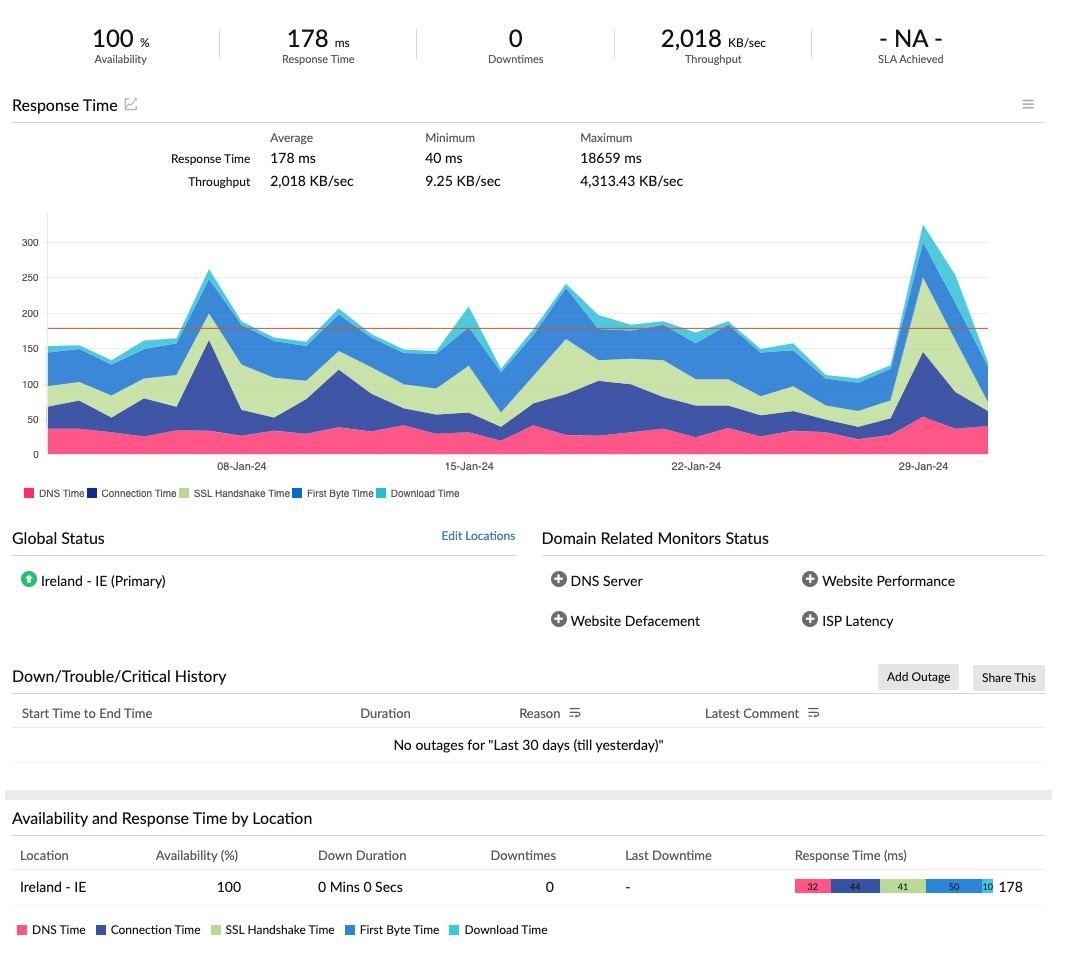 100 % 178 ms 0 2,018 KB/sec - NA -
Availability Response Time Downtimes Throughput SLA Achieved
Response Time
Average Minimum Maximum
Response Time 178 ms 40 ms 18659 ms
Throughput 2,018 KB/sec 9.25 KB/sec 4,313.43 KB/sec
300
250
200
150
100
50
0
08-Jan-24 15-Jan-24 22-Jan-24 29-Jan-24
DNS Time Connection Time SSL Handshake Time First Byte Time Download Time
Global Status Edit Locations Domain Related Monitors Status
Ireland - IE (Primary) DNS Server Website Performance
Website Defacement ISP Latency
Down/Trouble/Critical History Add Outage Share This
Start Time to End Time Duration Reason Latest Comment
No outages for "Last 30 days (till yesterday)"
Availability and Response Time by Location
Location Availability (%) Down Duration Downtimes Last Downtime Response Time (ms)
Ireland - IE 100 0 Mins 0 Secs 0 - 32 44 41 50 10 178
DNS Time Connection Time SSL Handshake Time First Byte Time Download Time